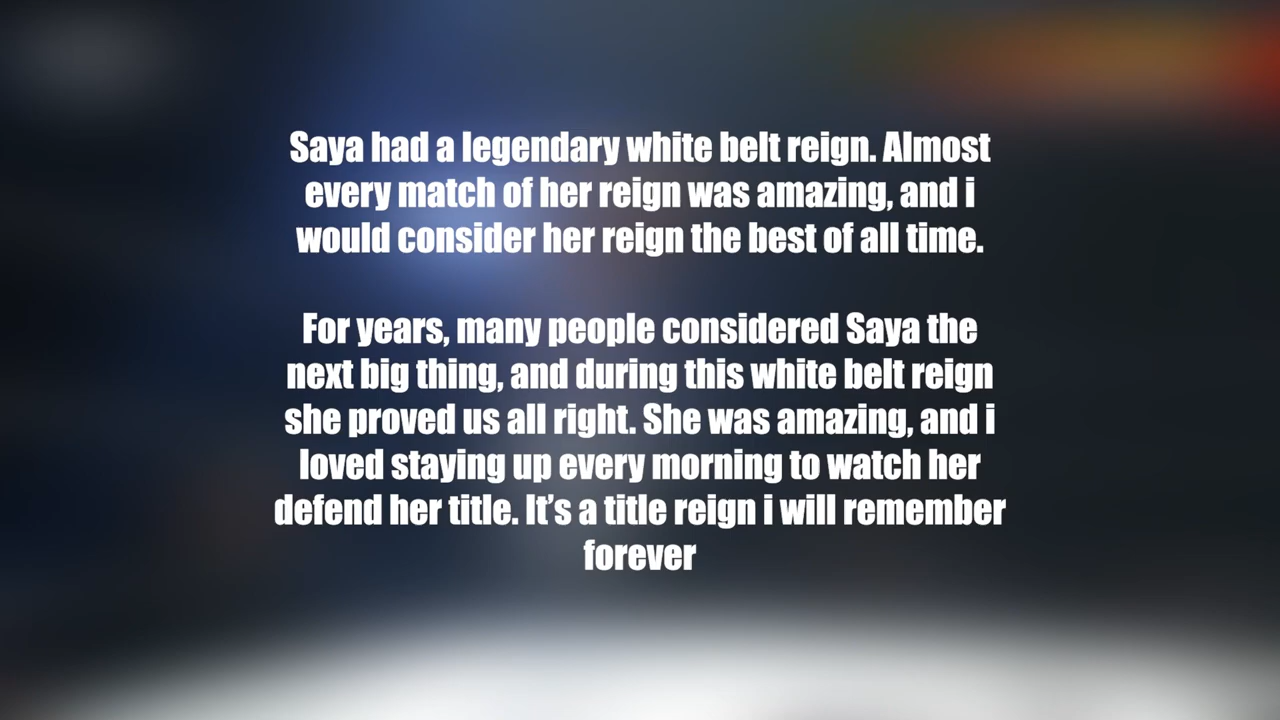 Saya had a legendary white belt reign. Almost
every match of her reign was amazing, and i
would consider her reign the best of all time.
For years, many people considered Saya the
next big thing, and during this white belt reign
she proved us all right. She was amazing, and i
loved staying up every morning to watch her
defend her title. It’s a title reign i will remember
forever